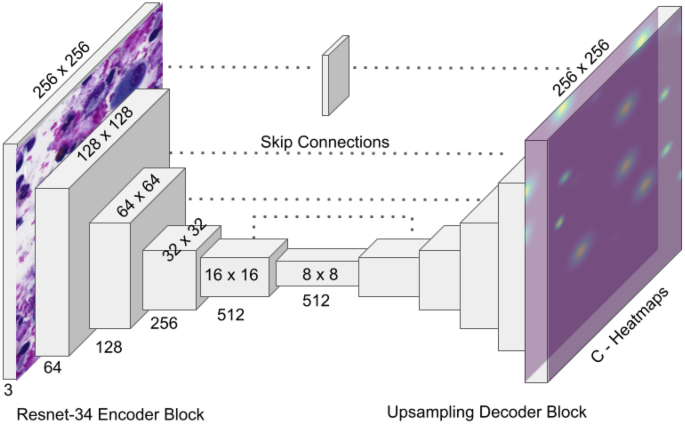 256 x 256
128 x 128
64 x 64
32 x 32
16 x 16
8 x 8
3
64
128
256
512
512
Skip Connections
256 x 256
C - Heatmaps
Resnet-34 Encoder Block
Upsampling Decoder Block